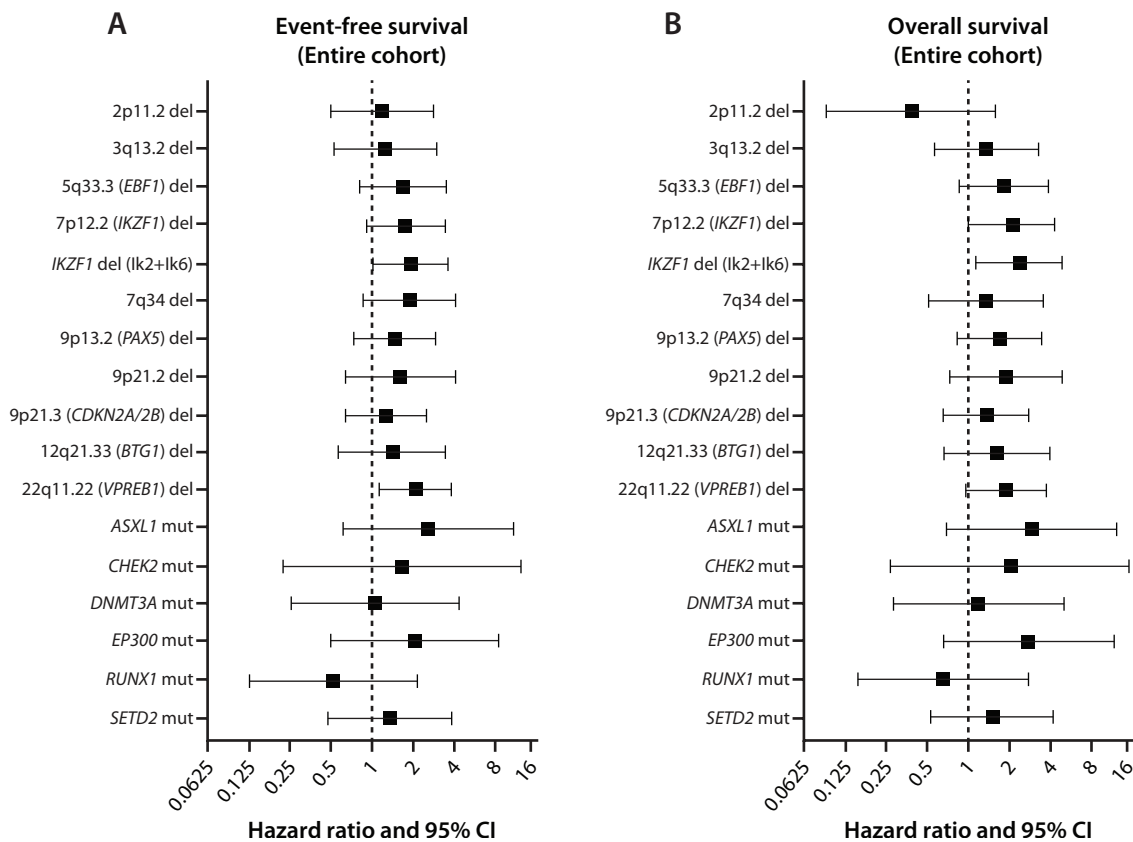 A
Event-free survival
(Entire cohort)
2p11.2 del
3q13.2 del
5q33.3 (EBF1) del
7p12.2 (IKZF1) del
IKZF1 del (Ik2+Ik6)
7q34 del
9p13.2 (PAX5) del
9p21.2 del
9p21.3 (CDKN2A/2B) del
12q21.33 (BTG1) del
22q11.22 (VPREB1) del
ASXL1 mut
CHEK2 mut
DNMT3A mut
EP300 mut
RUNX1 mut
SETD2 mut
0.0625 0.125 0.25 0.5 1 2 4 8 16
Hazard ratio and 95% CI
B
Overall survival
(Entire cohort)
2p11.2 del
3q13.2 del
5q33.3 (EBF1) del
7p12.2 (IKZF1) del
IKZF1 del (Ik2+Ik6)
7q34 del
9p13.2 (PAX5) del
9p21.2 del
9p21.3 (CDKN2A/2B) del
12q21.33 (BTG1) del
22q11.22 (VPREB1) del
ASXL1 mut
CHEK2 mut
DNMT3A mut
EP300 mut
RUNX1 mut
SETD2 mut
0.0625 0.125 0.25 0.5 1 2 4 8 16
Hazard ratio and 95% CI